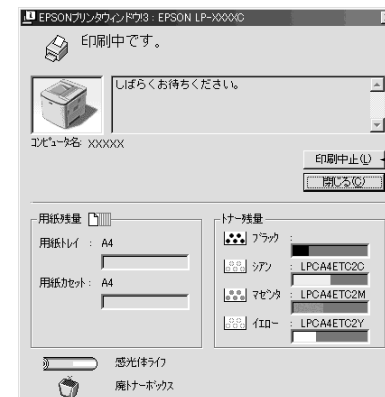 EPSONプリンタウィンドウ!3 : EPSON LP-XXXXC
印刷中です。
しばらくお待ちください。
コンピュータ名: XXXXX
印刷中止(L)
閉じる(C)
用紙残量
用紙トレイ : A4
用紙カセット : A4
トナー残量
ブラック :
シアン : LPCA4ETC2C
マゼンタ : LPCA4ETC2M
イエロー : LPCA4ETC2Y
感光体ライフ
廃トナーボックス